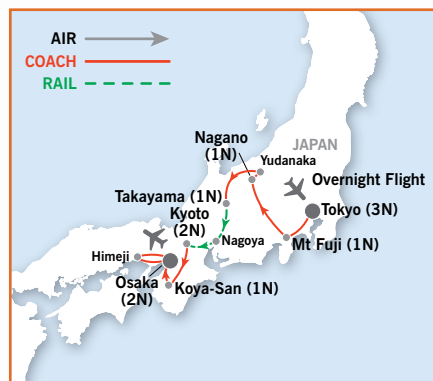 AIR
COACH
RAIL
JAPAN
Nagano
(1N)
Yudanaka
Overnight Flight
Takayama (1N)
Tokyo (3N)
Kyoto
(2N)
Nagoya
Mt Fuji (1N)
Himeji
Osaka
(2N)
Koya-San (1N)